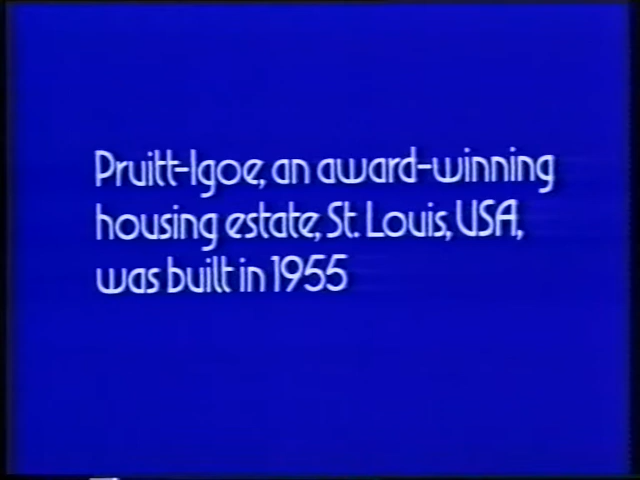 Pruitt-Igoe, an award-winning
housing estate, St. Louis, USA,
was built in 1955